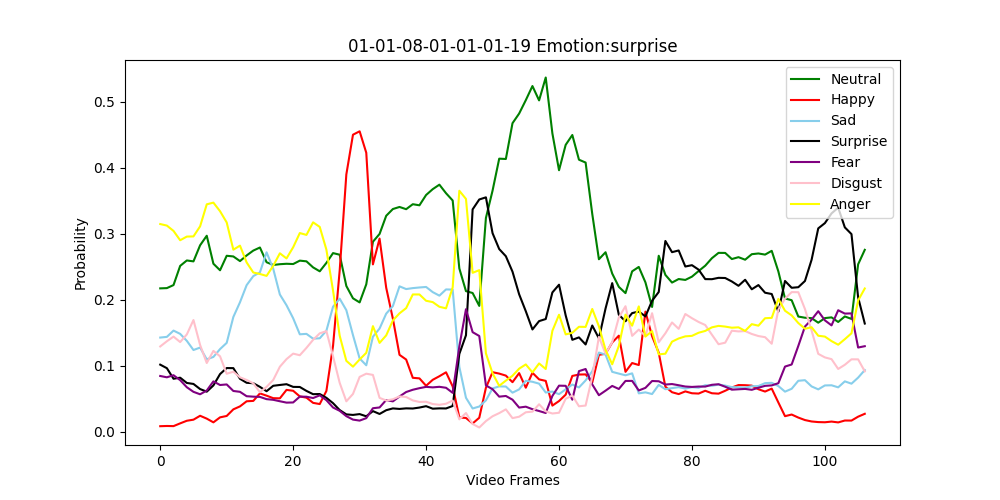 01-01-08-01-01-01-19 Emotion:surprise
Neutral
Happy
Sad
Surprise
Fear
Disgust
Anger
Probability
0.5
0.4
0.3
0.2
0.1
0.0
0 20 40 60 80 100
Video Frames